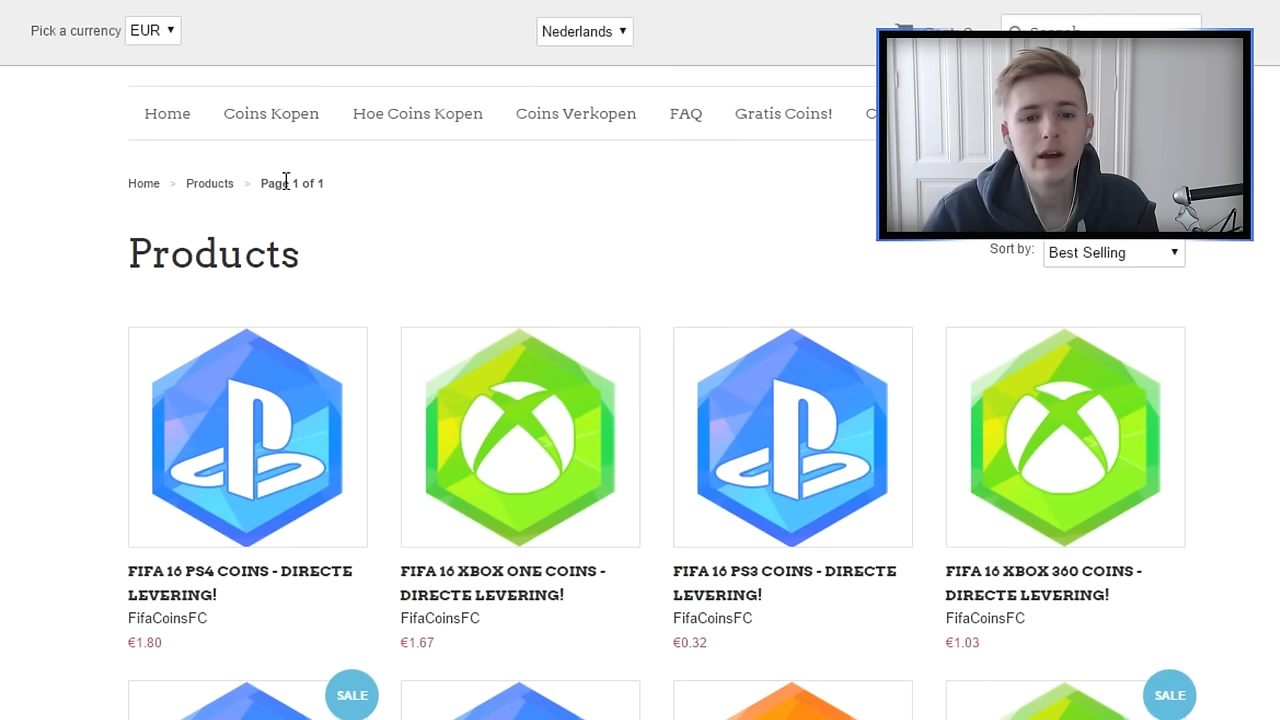 Pick a currency EUR
Nederlands
Home Coins Kopen Hoe Coins Kopen Coins Verkopen FAQ Gratis Coins!
Home > Products > Page 1 of 1
Products
Sort by: Best Selling
FIFA 16 PS4 COINS - DIRECTE
LEVERING!
FifaCoinsFC
€1.80
FIFA 16 XBOX ONE COINS -
DIRECTE LEVERING!
FifaCoinsFC
€1.67
FIFA 16 PS3 COINS - DIRECTE
LEVERING!
FifaCoinsFC
€0.32
FIFA 16 XBOX 360 COINS -
DIRECTE LEVERING!
FifaCoinsFC
€1.03
SALE
SALE